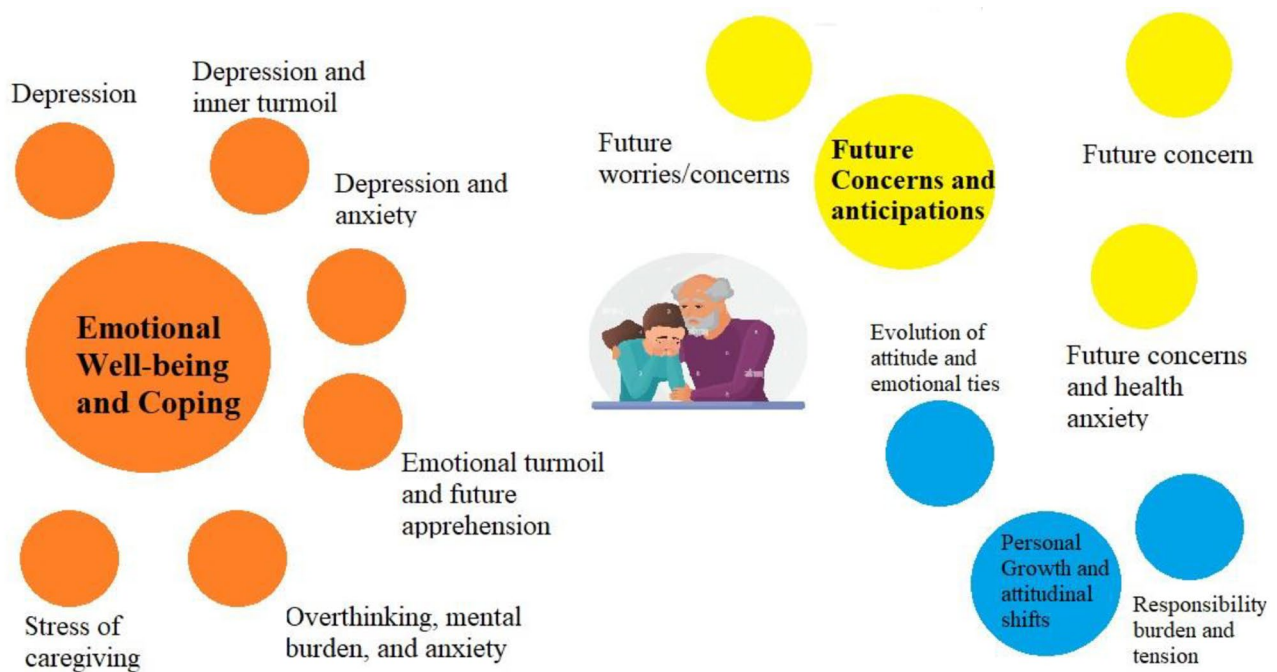 Depression
Depression and
inner turmoil
Depression and
anxiety
Emotional
Well-being
and Coping
Emotional turmoil
and future
apprehension
Stress of
caregiving
Overthinking, mental
burden, and anxiety
Future
worries/concerns
Future
Concerns and
anticipations
Future concern
Future concerns
and health
anxiety
Evolution of
attitude and
emotional ties
Personal
Growth and
attitudinal
shifts
Responsibility
burden and
tension